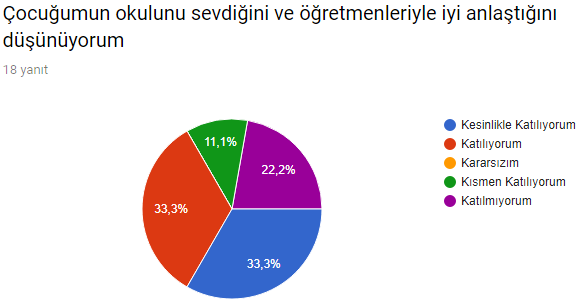 Çocuğumun okulunu sevdiğini ve öğretmenleriyle iyi anlaştığını
düşünüyorum
18 yanıt
Kesinlikle Katılıyorum
Katılıyorum
Kararsızım
Kısmen Katılıyorum
Katılmıyorum
11,1%
22,2%
33,3%
33,3%